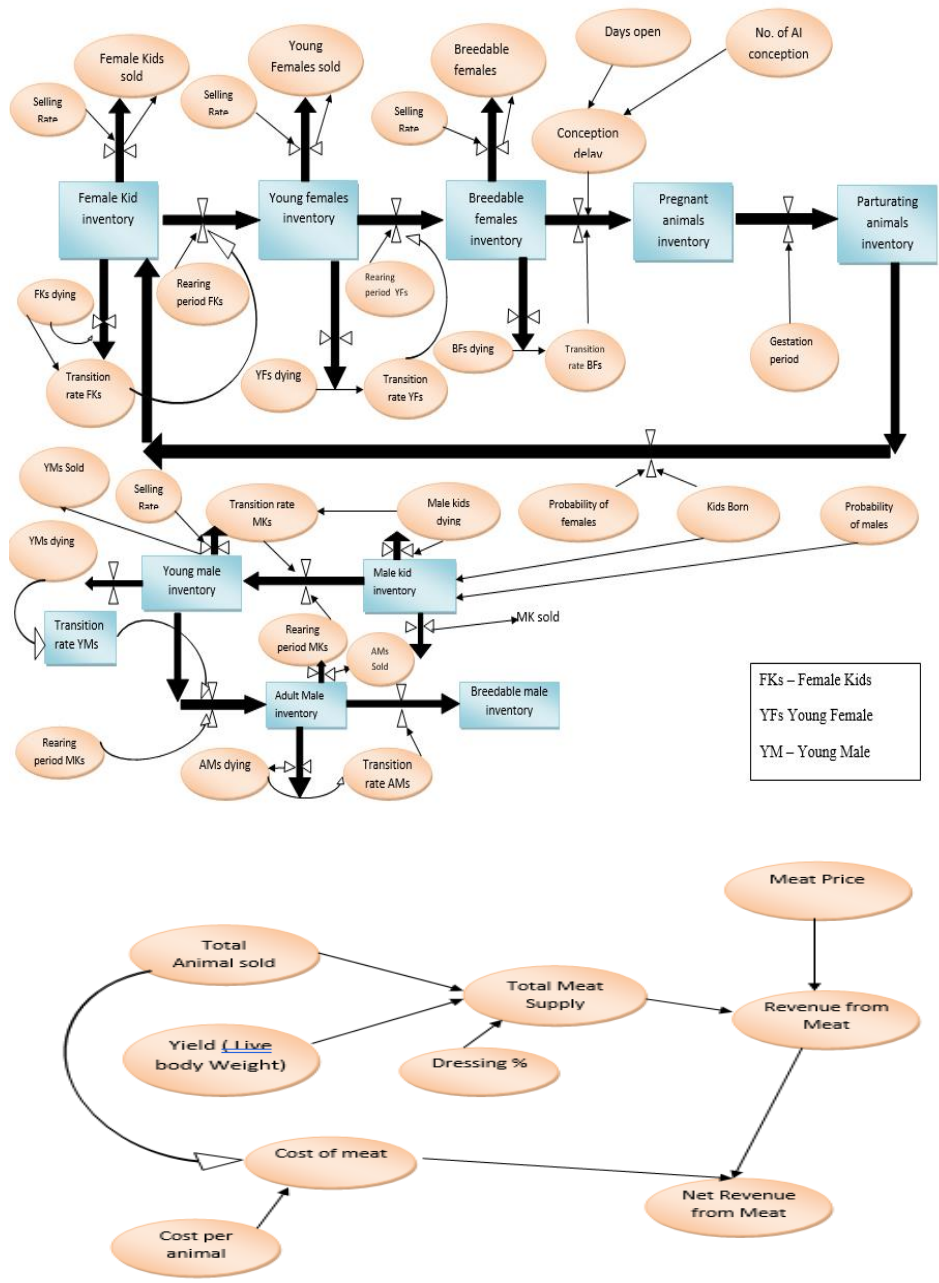 Female Kids
sold
Young
Females sold
Breedable
females
Days open
No. of AI
conception
Selling
Rate
Selling
Rate
Selling
Rate
Conception
delay
Female Kid
inventory
Young females
inventory
Breedable
females
inventory
Pregnant
animals
inventory
Parturating
animals
inventory
FKs dying
Rearing
period FKs
Rearing
period YFs
Transition
rate FKs
YFs dying
Transition
rate YFs
BFs dying
Transition
rate BFs
Gestation
period
YMs Sold
Selling
Rate
Transition rate
MKs
Male kids
dying
Probability of
females
Kids Born
Probability
of males
YMs dying
Young male
inventory
Male kid
inventory
Transition
rate YMs
Rearing
period MKs
AMs
Sold
MK sold
Adult Male
inventory
Breedable male
inventory
Rearing
period MKs
AMs dying
Transition
rate AMs
FKs – Female Kids
YFs Young Female
YM – Young Male
Meat Price
Total
Animal sold
Total Meat
Supply
Revenue from
Meat
Yield ( Live
body Weight)
Dressing %
Cost of meat
Net Revenue
from Meat
Cost per
animal